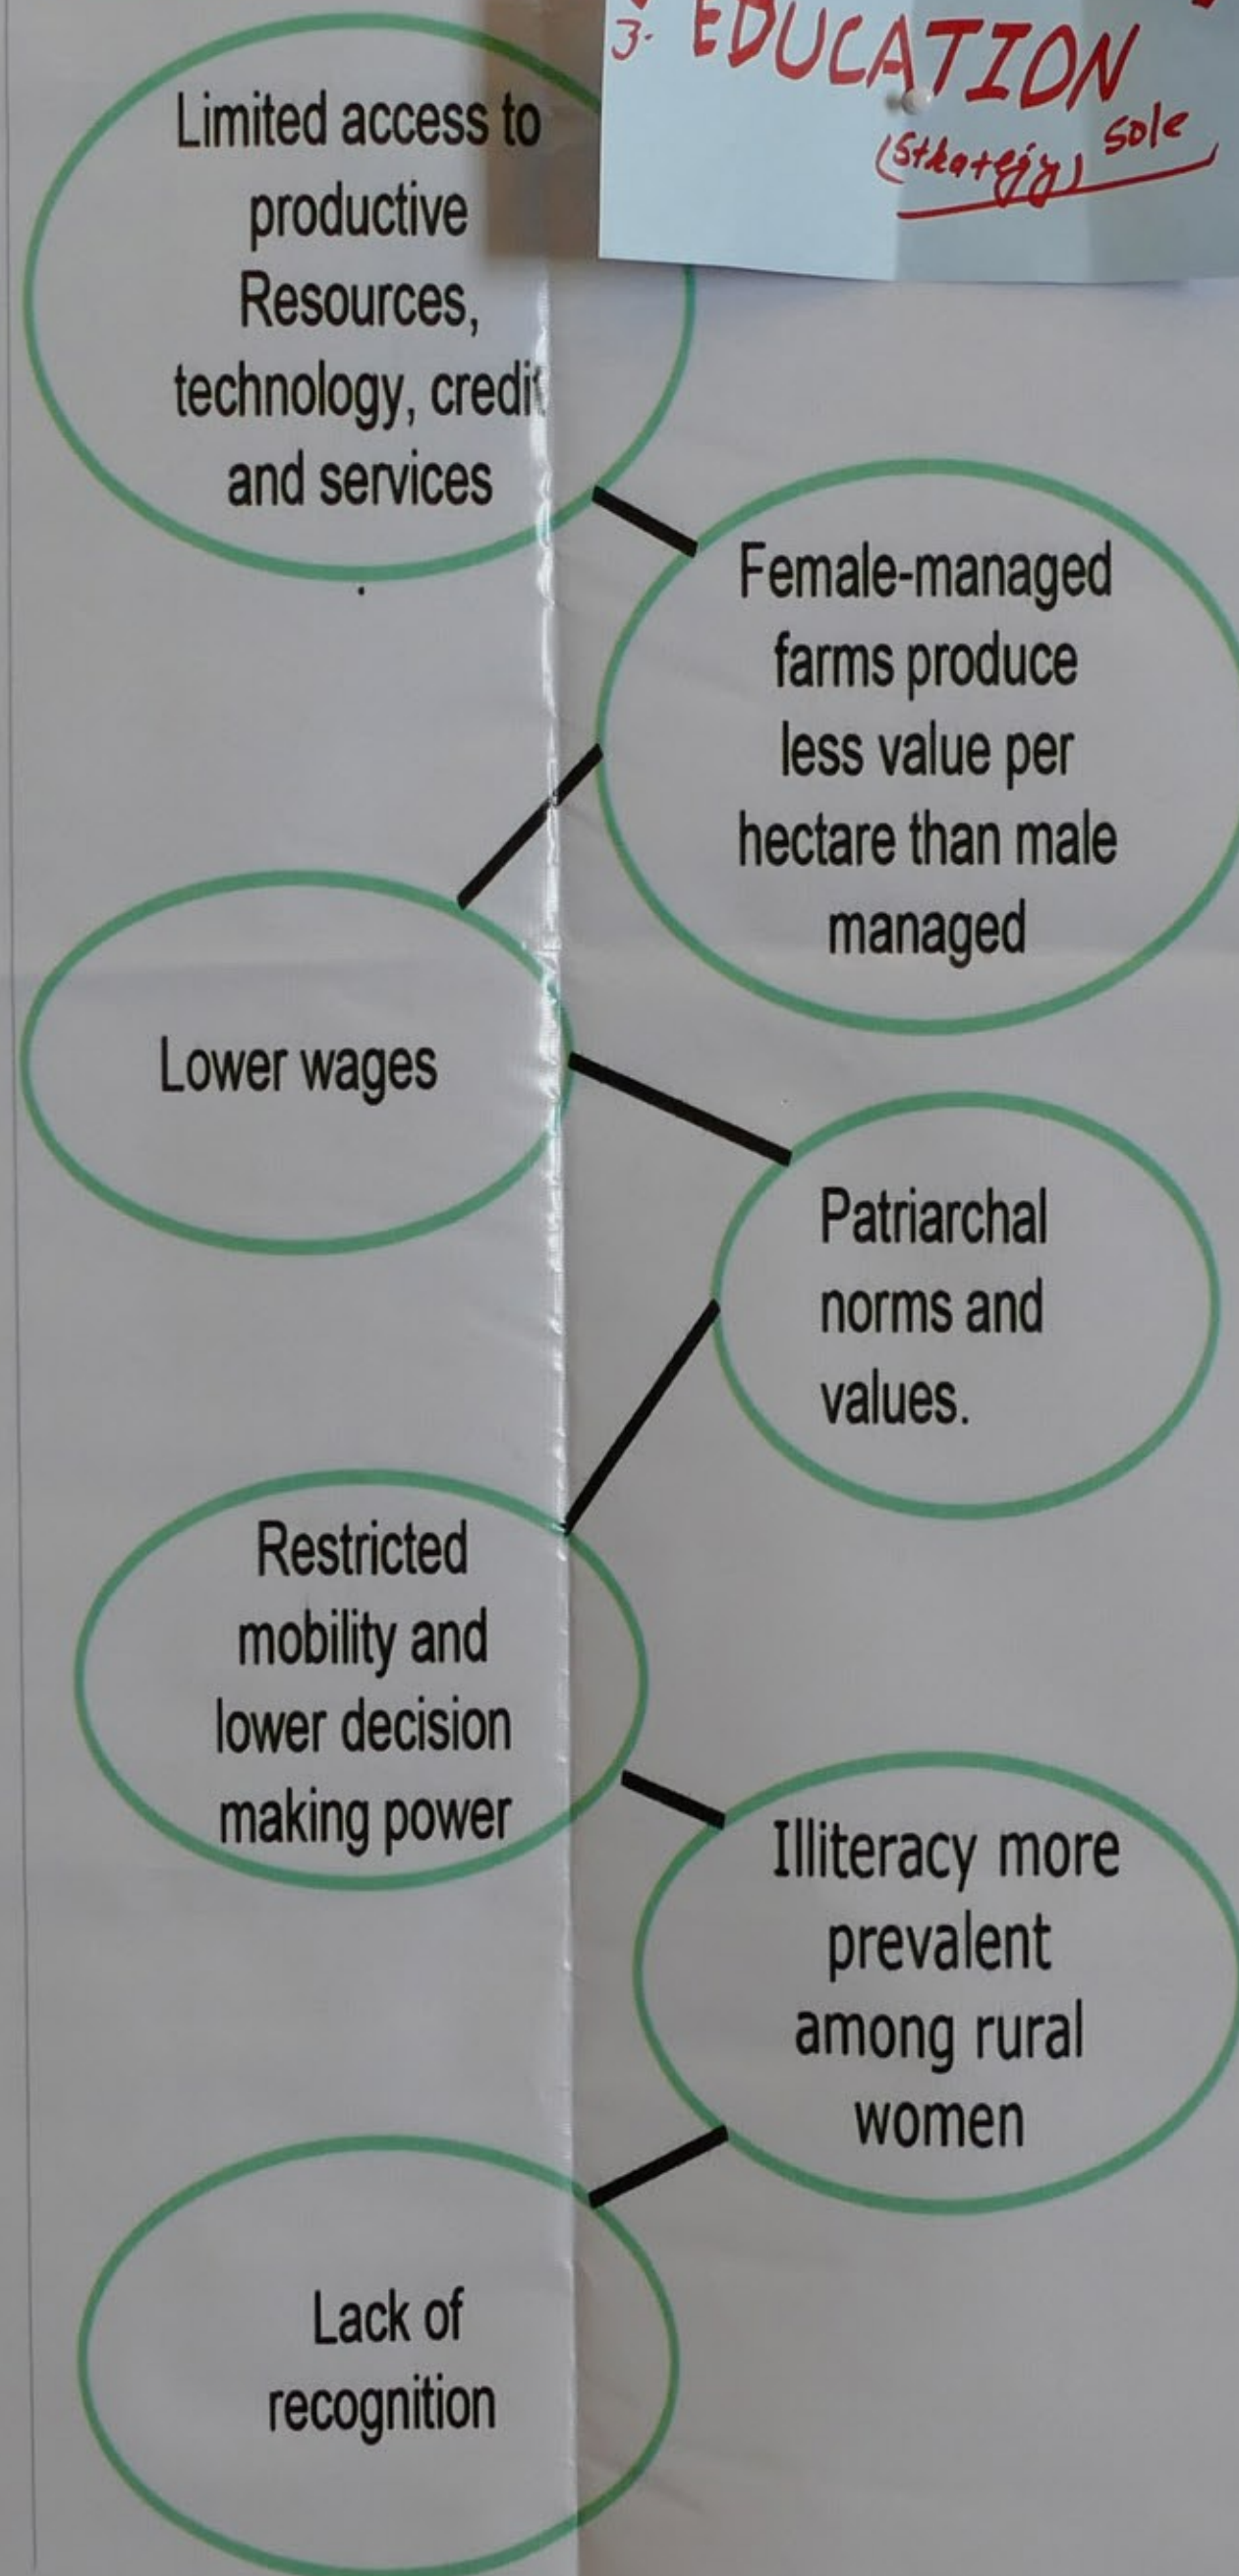 3. EDUCATION
(Strategy) sole
Limited access to
productive
Resources,
technology, credit
and services
Female-managed
farms produce
less value per
hectare than male
managed
Lower wages
Patriarchal
norms and
values.
Restricted
mobility and
lower decision
making power
Illiteracy more
prevalent
among rural
women
Lack of
recognition